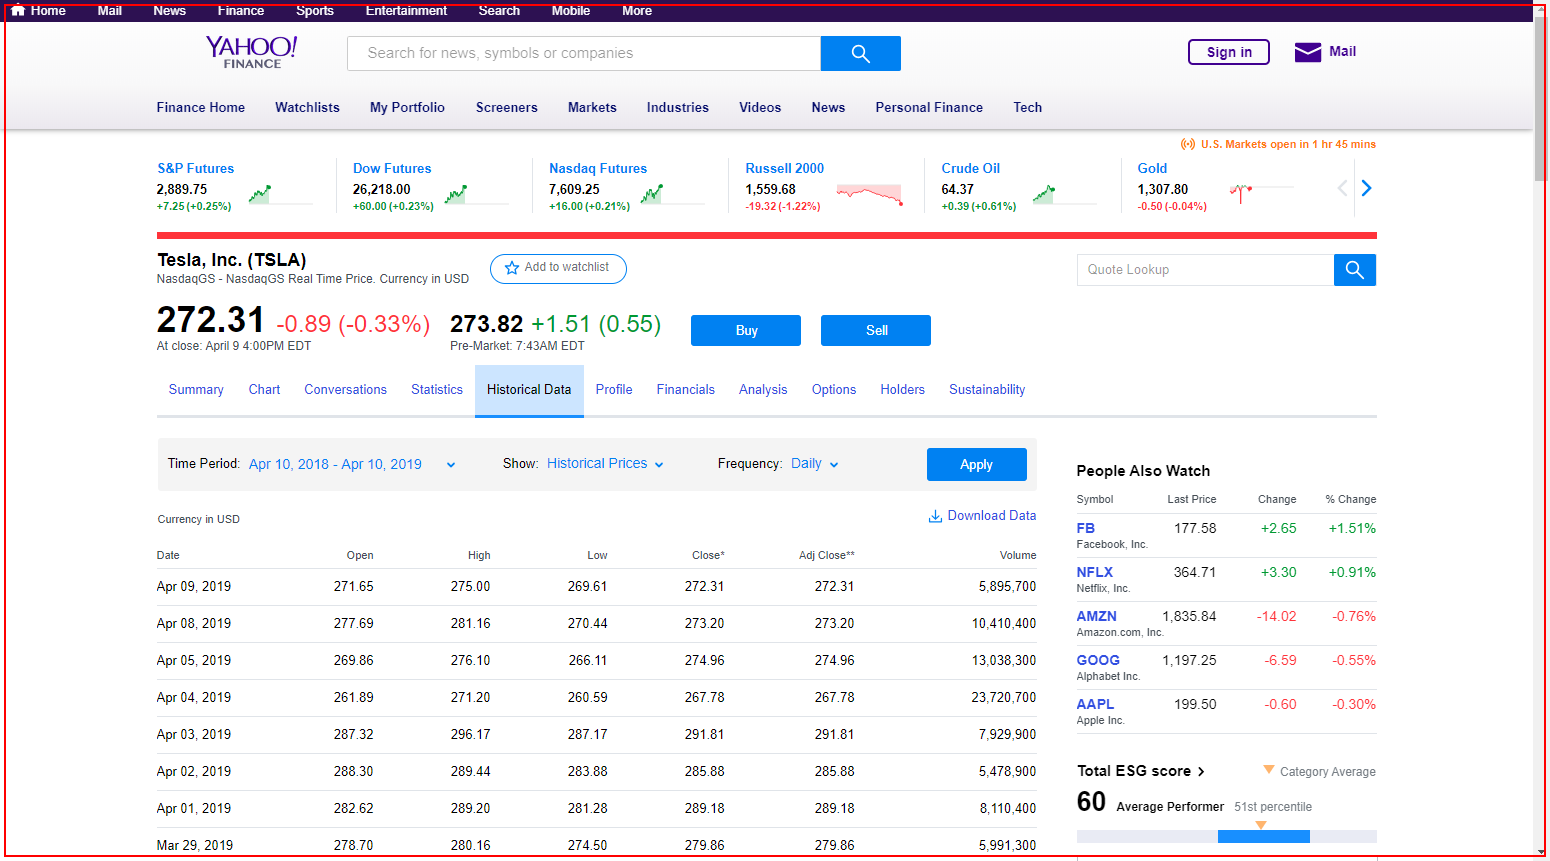 Home Mail News Finance Sports Entertainment Search Mobile More
YAHOO!
FINANCE
Search for news, symbols or companies
Sign in
Mail
Finance Home Watchlists My Portfolio Screeners Markets Industries Videos News Personal Finance Tech
U.S. Markets open in 1 hr 45 mins
S&P Futures
2,889.75
+7.25 (+0.25%)
Dow Futures
26,218.00
+60.00 (+0.23%)
Nasdaq Futures
7,609.25
+16.00 (+0.21%)
Russell 2000
1,559.68
-19.32 (-1.22%)
Crude Oil
64.37
+0.39 (+0.61%)
Gold
1,307.80
-0.50 (-0.04%)
Tesla, Inc. (TSLA)
NasdaqGS - NasdaqGS Real Time Price. Currency in USD
Add to watchlist
Quote Lookup
272.31 -0.89 (-0.33%)
At close: April 9 4:00PM EDT
273.82 +1.51 (0.55)
Pre-Market: 7:43AM EDT
Buy
Sell
Summary Chart Conversations Statistics Historical Data Profile Financials Analysis Options Holders Sustainability
Time Period: Apr 10, 2018 - Apr 10, 2019 Show: Historical Prices Frequency: Daily Apply
Currency in USD
Download Data
Date Open High Low Close* Adj Close** Volume
Apr 09, 2019 271.65 275.00 269.61 272.31 272.31 5,895,700
Apr 08, 2019 277.69 281.16 270.44 273.20 273.20 10,410,400
Apr 05, 2019 269.86 276.10 266.11 274.96 274.96 13,038,300
Apr 04, 2019 261.89 271.20 260.59 267.78 267.78 23,720,700
Apr 03, 2019 287.32 296.17 287.17 291.81 291.81 7,929,900
Apr 02, 2019 288.30 289.44 283.88 285.88 285.88 5,478,900
Apr 01, 2019 282.62 289.20 281.28 289.18 289.18 8,110,400
Mar 29, 2019 278.70 280.16 274.50 279.86 279.86 5,991,300
People Also Watch
Symbol Last Price Change % Change
FB 177.58 +2.65 +1.51%
Facebook, Inc.
NFLX 364.71 +3.30 +0.91%
Netflix, Inc.
AMZN 1,835.84 -14.02 -0.76%
Amazon.com, Inc.
GOOG 1,197.25 -6.59 -0.55%
Alphabet Inc.
AAPL 199.50 -0.60 -0.30%
Apple Inc.
Total ESG score
Category Average
60 Average Performer 51st percentile